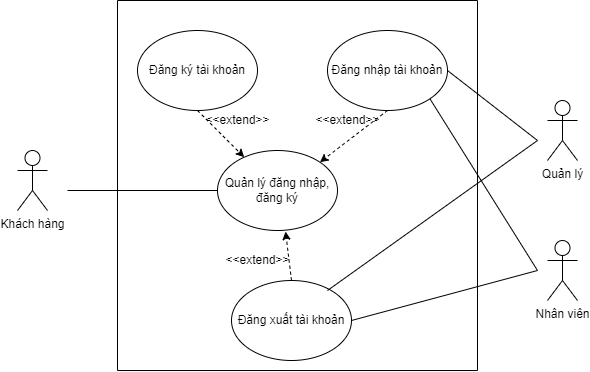 Đăng ký tài khoản
Đăng nhập tài khoản
<<extend>>
<<extend>>
Quản lý
Quản lý đăng nhập,
đăng ký
Khách hàng
<<extend>>
Nhân viên
Đăng xuất tài khoản